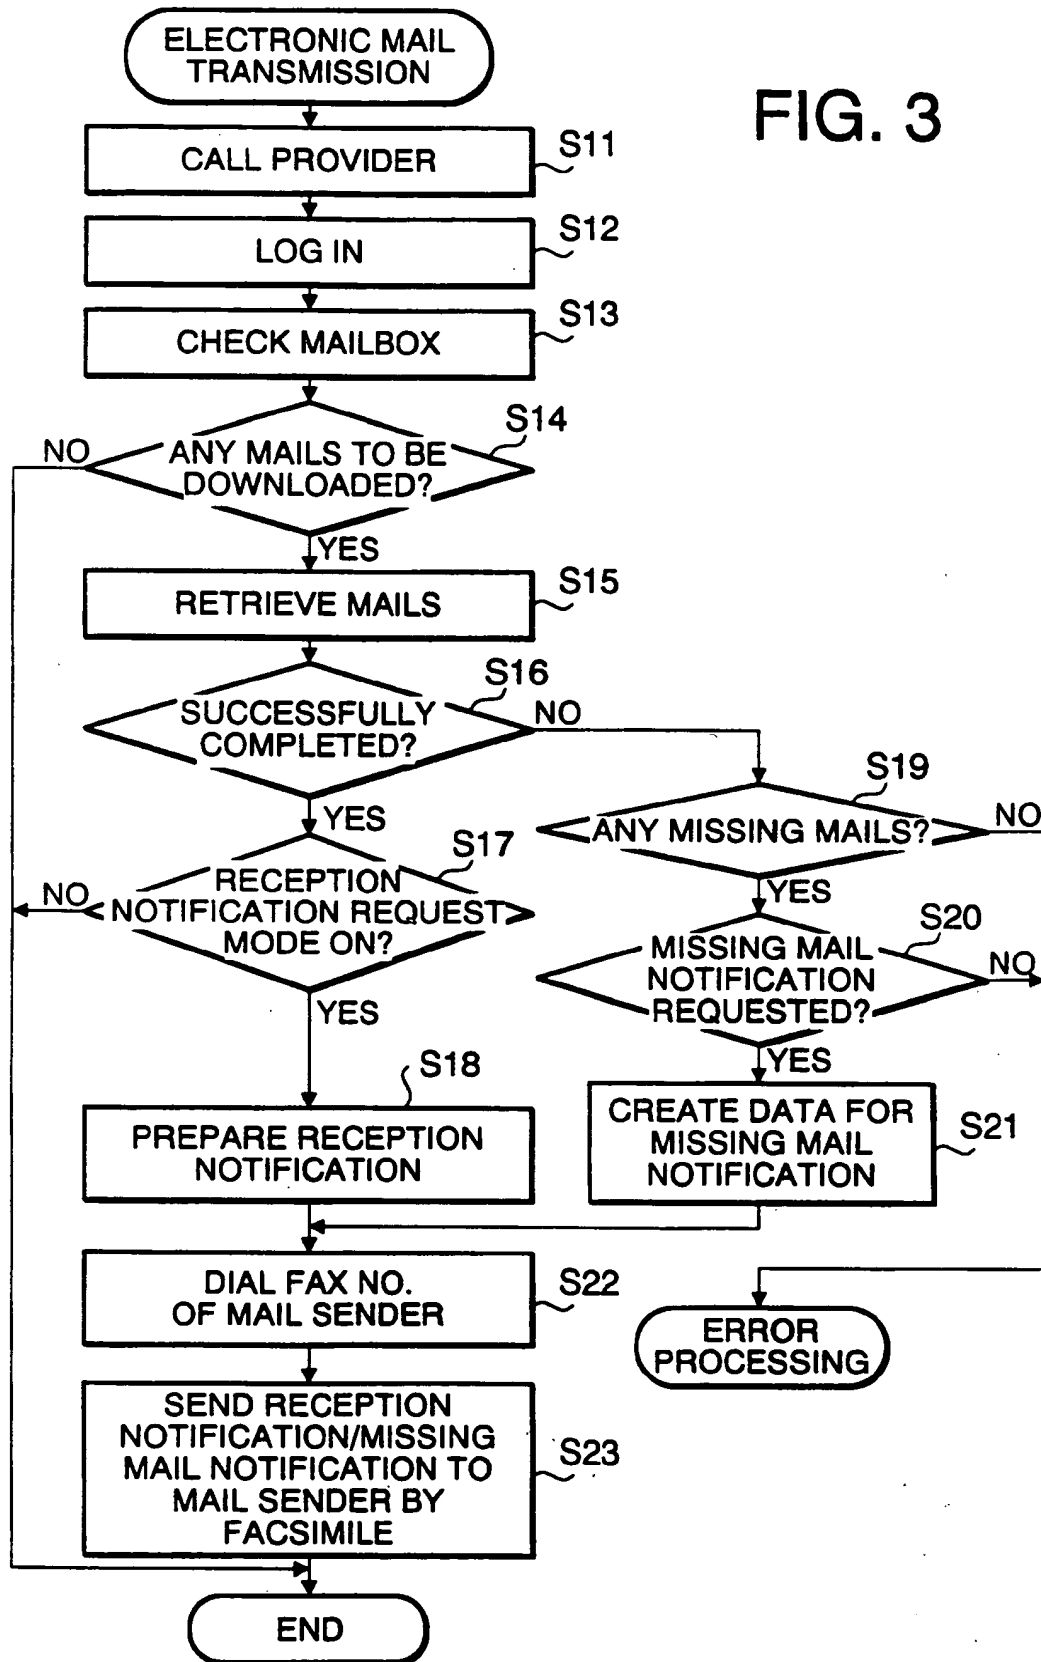 ELECTRONIC MAIL
TRANSMISSION
FIG. 3
CALL PROVIDER
S11
LOG IN
S12
CHECK MAILBOX
S13
ANY MAILS TO BE
DOWNLOADED?
S14
NO
YES
RETRIEVE MAILS
S15
SUCCESSFULLY
COMPLETED?
S16
NO
YES
ANY MISSING MAILS?
S19
NO
YES
RECEPTION
NOTIFICATION REQUEST
MODE ON?
S17
NO
YES
MISSING MAIL
NOTIFICATION
REQUESTED?
S20
NO
YES
PREPARE RECEPTION
NOTIFICATION
S18
CREATE DATA FOR
MISSING MAIL
NOTIFICATION
S21
DIAL FAX NO.
OF MAIL SENDER
S22
ERROR
PROCESSING
SEND RECEPTION
NOTIFICATION/MISSING
MAIL NOTIFICATION TO
MAIL SENDER BY
FACSIMILE
S23
END